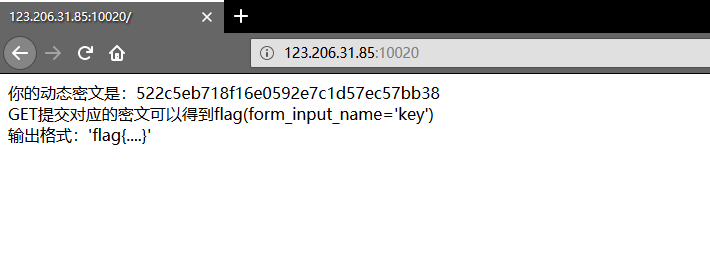 123.206.31.85:10020/
123.206.31.85:10020
你的动态密文是：522c5eb718f16e0592e7c1d57ec57bb38
GET提交对应的密文可以得到flag(form_input_name='key')
输出格式：'flag{....}'